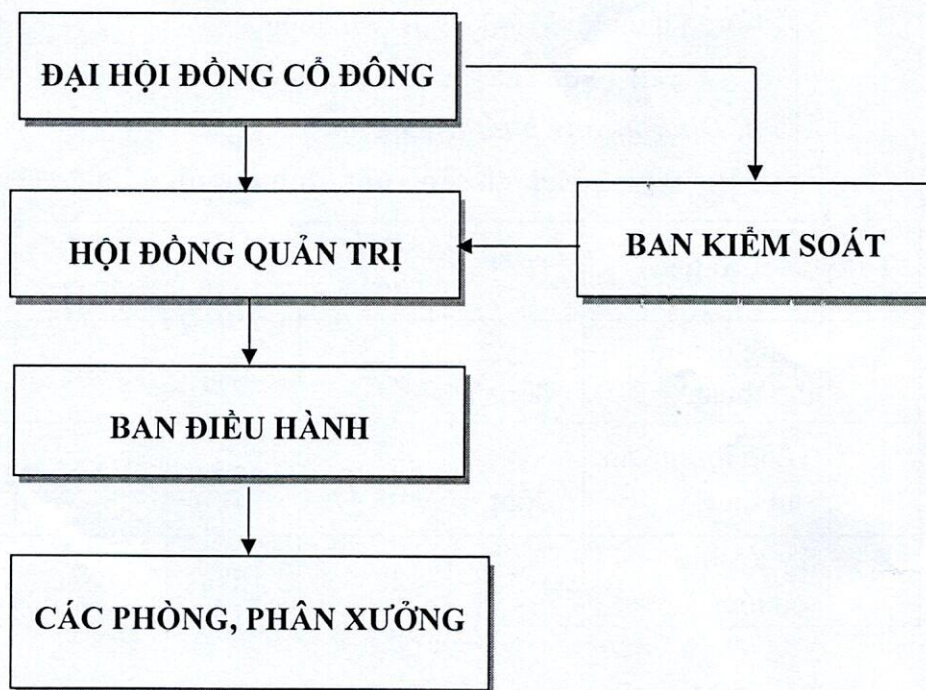 ĐẠI HỘI ĐỒNG CỔ ĐÔNG
HỘI ĐỒNG QUẢN TRỊ
BAN KIỂM SOÁT
BAN ĐIỀU HÀNH
CÁC PHÒNG, PHÂN XƯỞNG